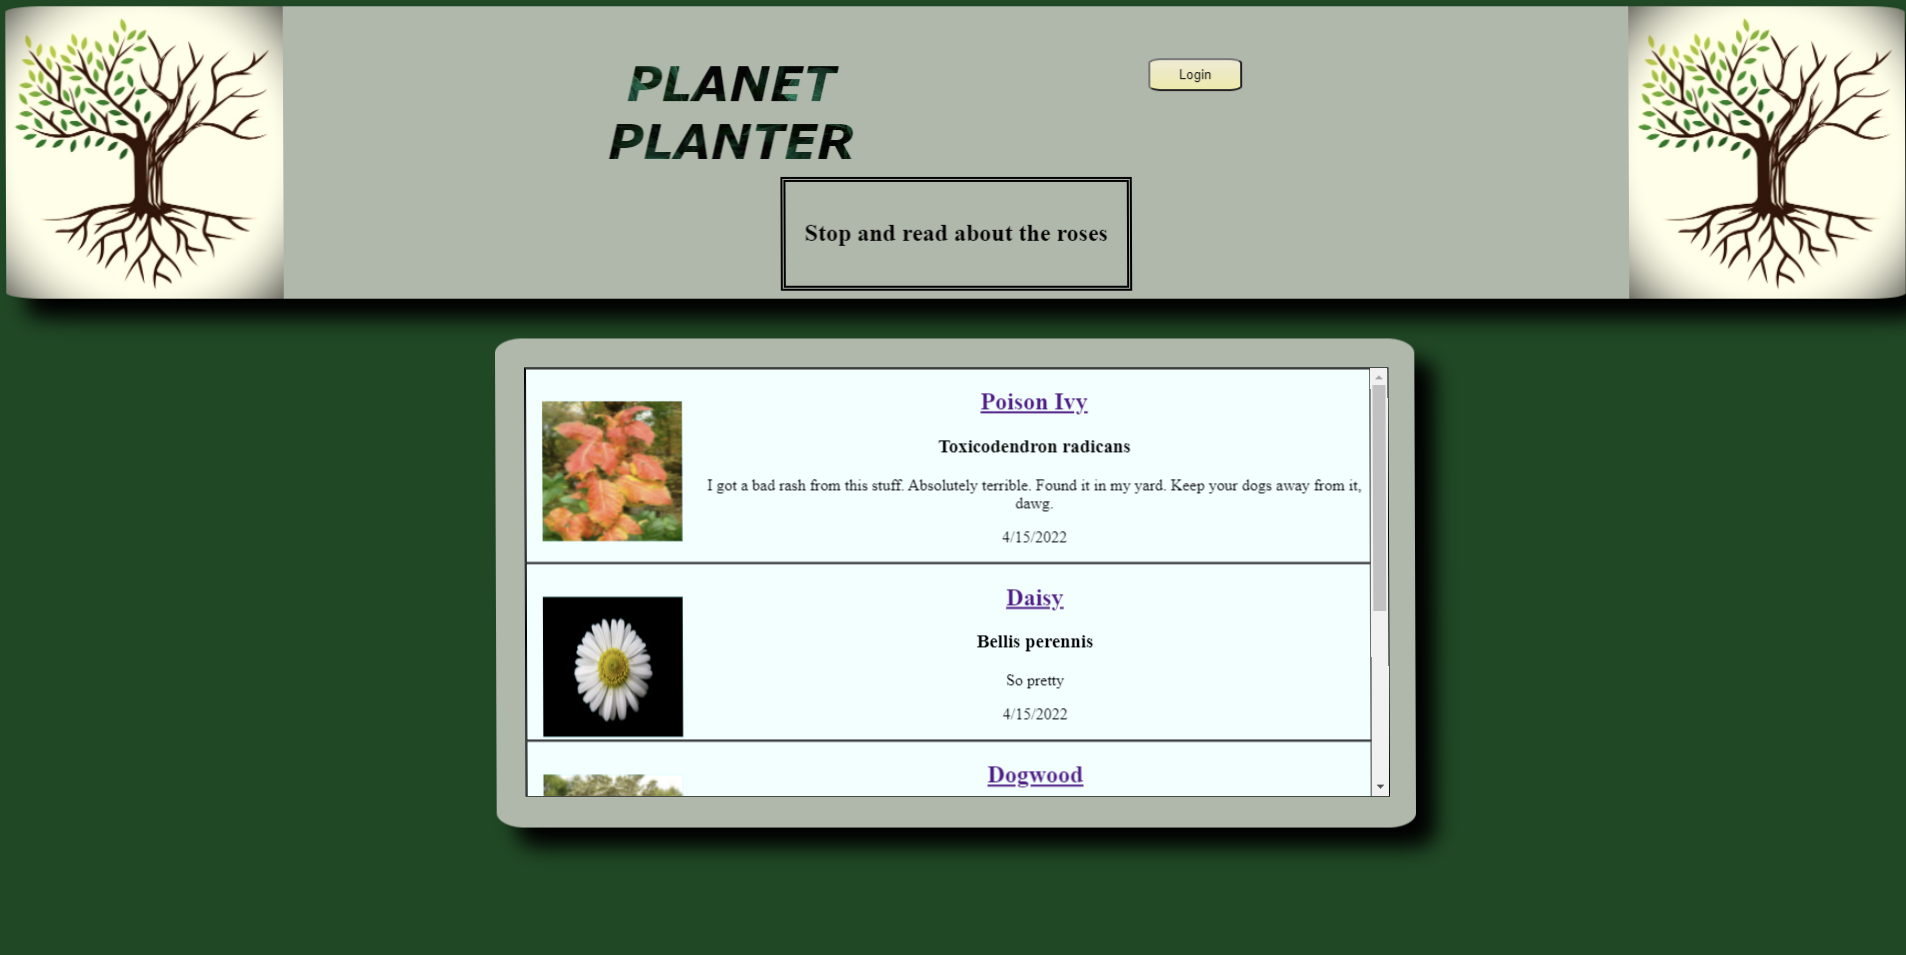 PLANET
PLANTER
Login
Stop and read about the roses
Poison Ivy
Toxicodendron radicans
I got a bad rash from this stuff. Absolutely terrible. Found it in my yard. Keep your dogs away from it,
dawg.
4/15/2022
Daisy
Bellis perennis
So pretty
4/15/2022
Dogwood